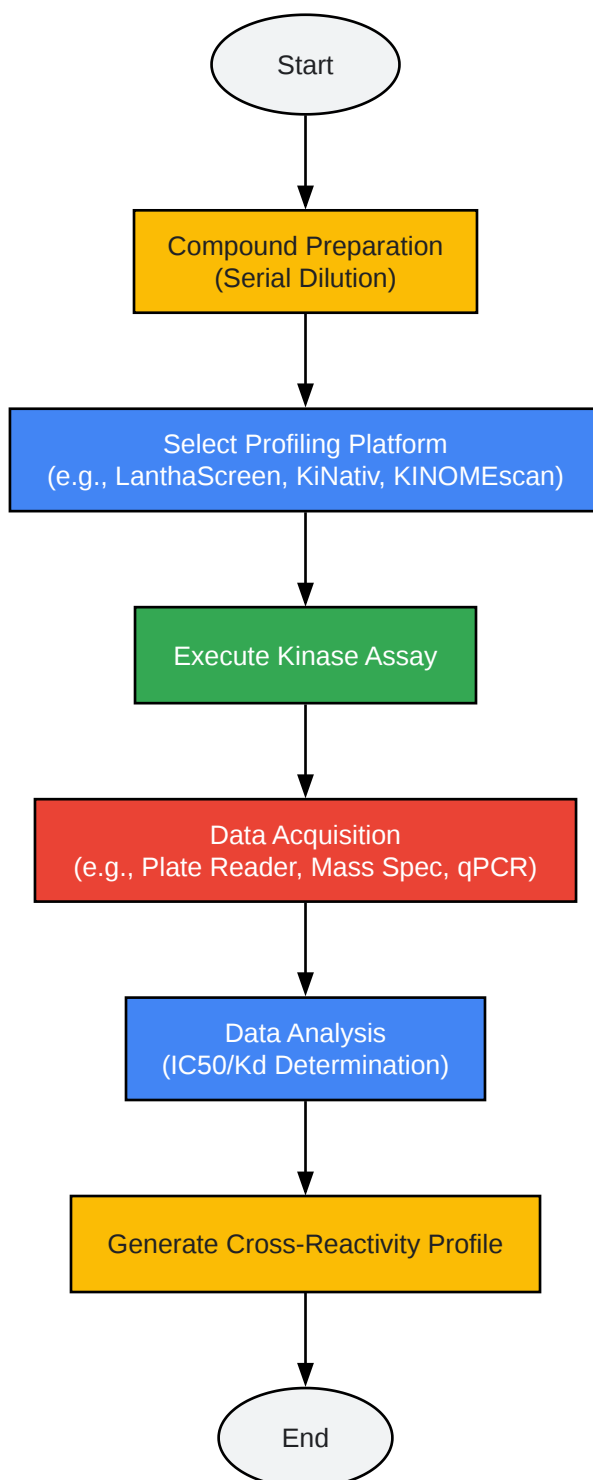 Start
Compound Preparation
(Serial Dilution)
Select Profiling Platform
(e.g., LanthaScreen, KiNativ, KINOMEscan)
Execute Kinase Assay
Data Acquisition
(e.g., Plate Reader, Mass Spec, qPCR)
Data Analysis
(IC50/Kd Determination)
Generate Cross-Reactivity Profile
End